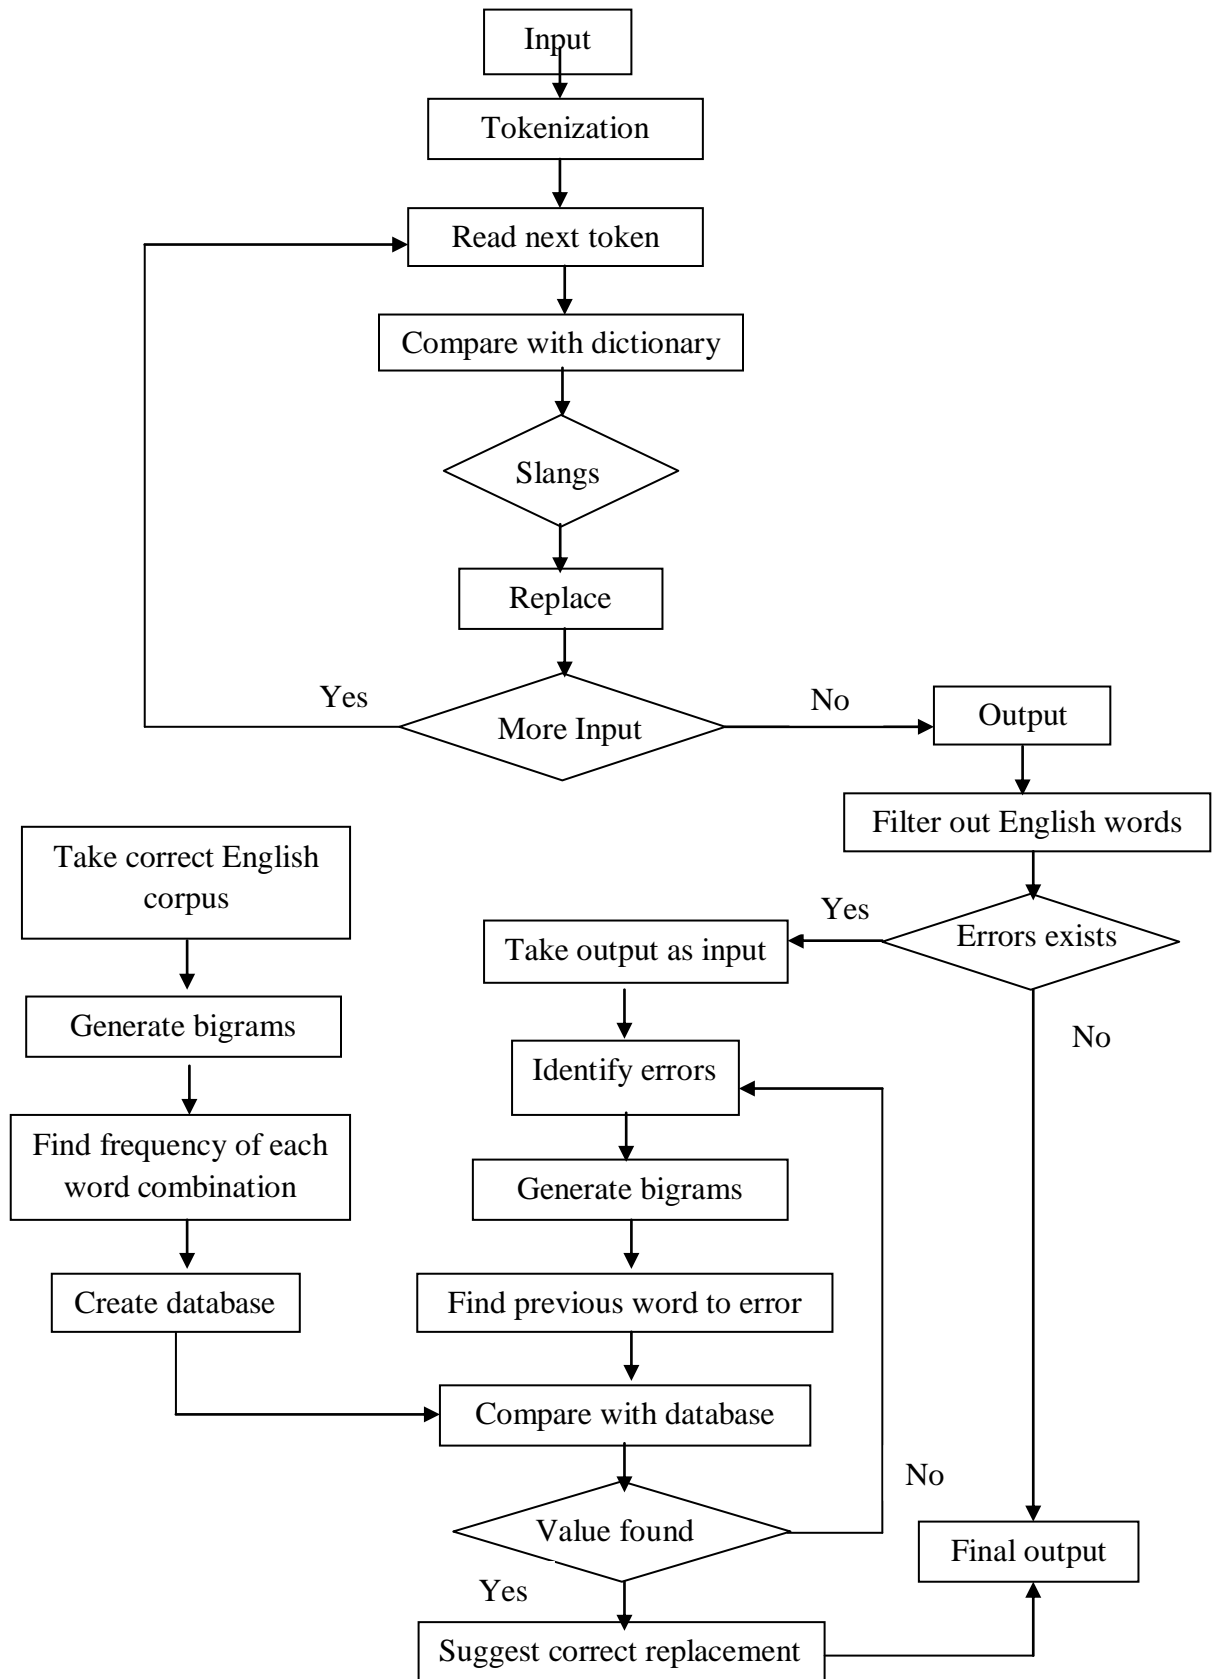 Input
Tokenization
Read next token
Compare with dictionary
Slangs
Replace
Yes
More Input
No
Output
Filter out English words
Take correct English
corpus
Yes
Errors exists
Take output as input
Generate bigrams
No
Identify errors
Find frequency of each
word combination
Generate bigrams
Create database
Find previous word to error
Compare with database
No
Value found
Final output
Yes
Suggest correct replacement